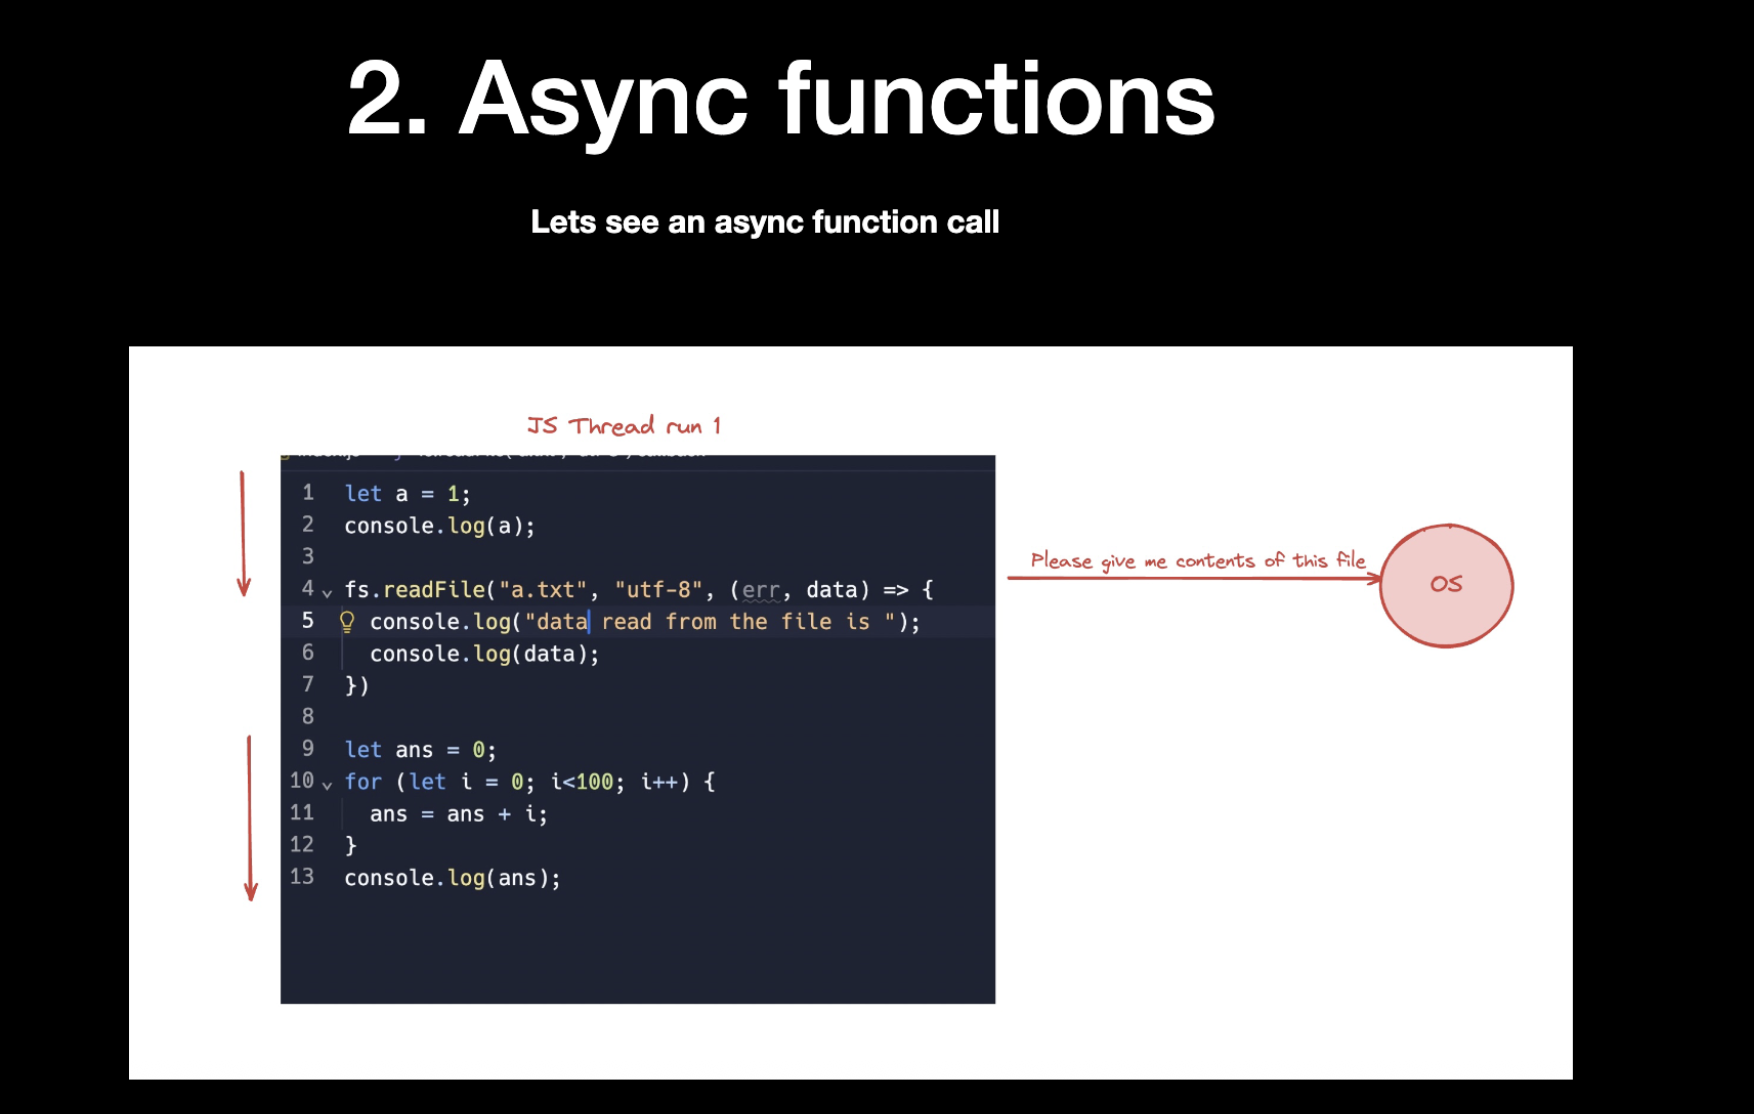 2. Async functions
Lets see an async function call
JS Thread run 1
1 let a = 1;
2 console.log(a);
3
4 fs.readFile("a.txt", "utf-8", (err, data) => {
5 console.log("data read from the file is ");
6 console.log(data);
7 })
8
9 let ans = 0;
10 for (let i = 0; i<100; i++) {
11 ans = ans + i;
12 }
13 console.log(ans);
Please give me contents of this file
OS